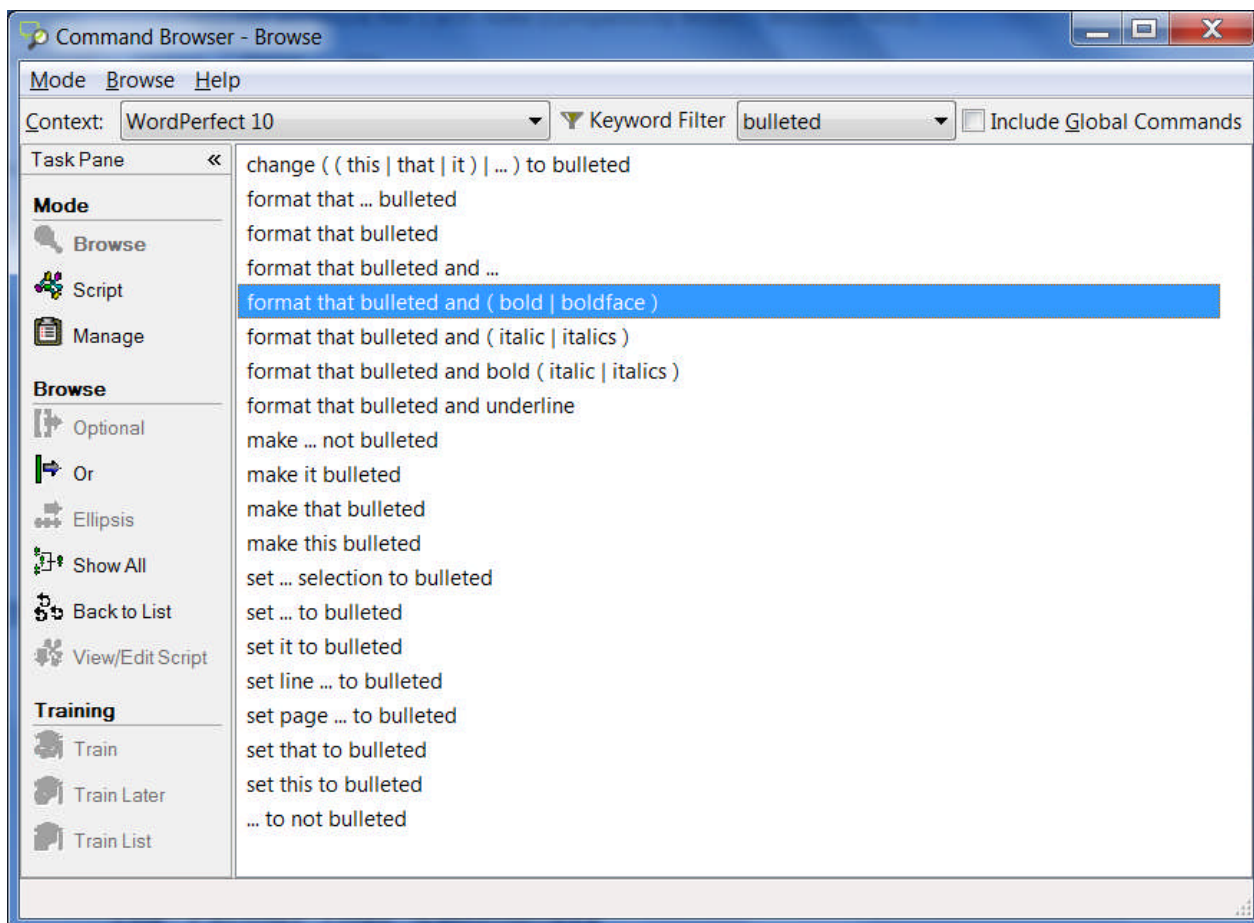 Command Browser - Browse
Mode Browse Help
Context: WordPerfect 10 Keyword Filter bulleted Include Global Commands
Task Pane «
Mode
Browse
Script
Manage
Browse
Optional
Or
Ellipsis
Show All
Back to List
View/Edit Script
Training
Train
Train Later
Train List
change ( ( this | that | it ) | ... ) to bulleted
format that ... bulleted
format that bulleted
format that bulleted and ...
format that bulleted and ( bold | boldface )
format that bulleted and ( italic | italics )
format that bulleted and bold ( italic | italics )
format that bulleted and underline
make ... not bulleted
make it bulleted
make that bulleted
make this bulleted
set ... selection to bulleted
set ... to bulleted
set it to bulleted
set line ... to bulleted
set page ... to bulleted
set that to bulleted
set this to bulleted
... to not bulleted